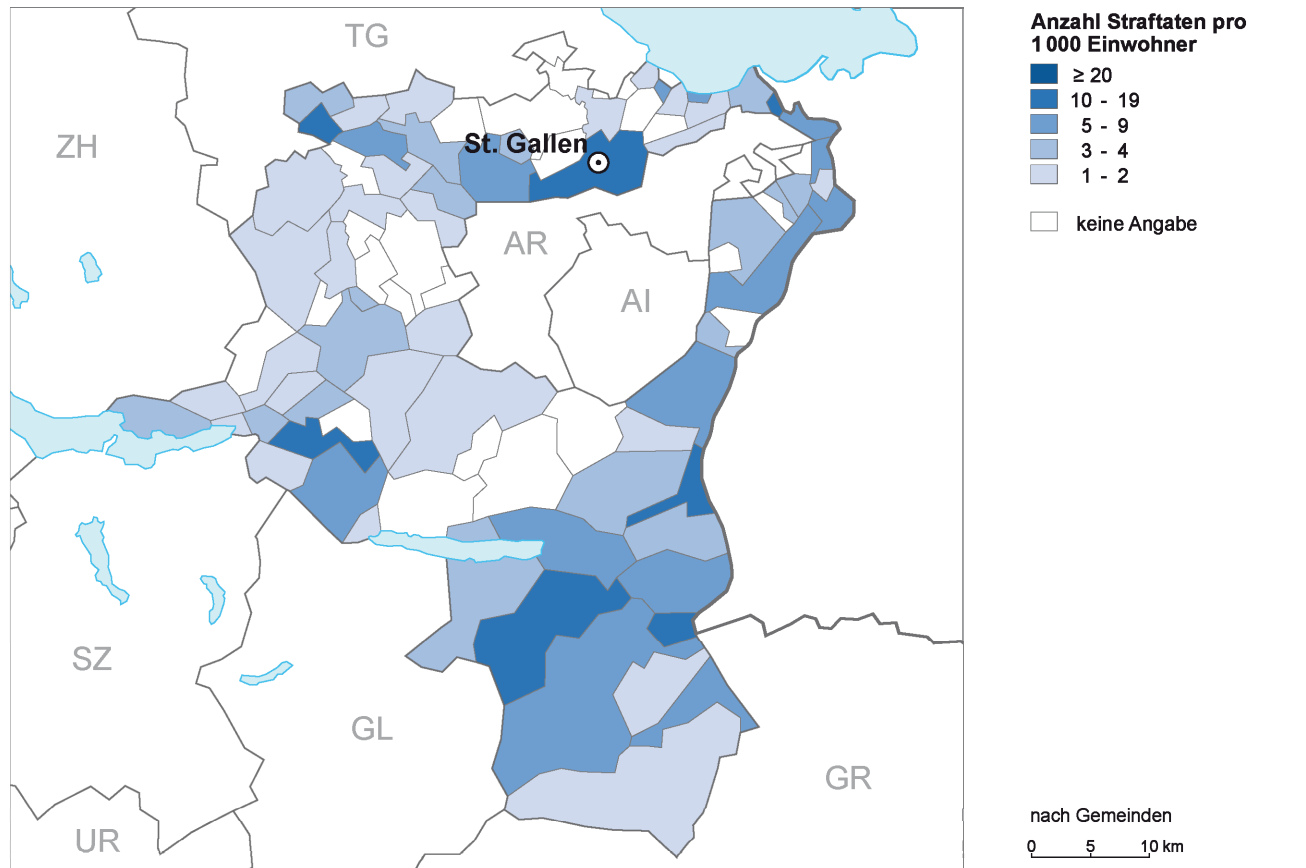 TG
ZH
St. Gallen
AR
AI
SZ
GL
GR
UR
Anzahl Straftaten pro
1 000 Einwohner
≥ 20
10 - 19
5 - 9
3 - 4
1 - 2
keine Angabe
nach Gemeinden
0 5 10 km